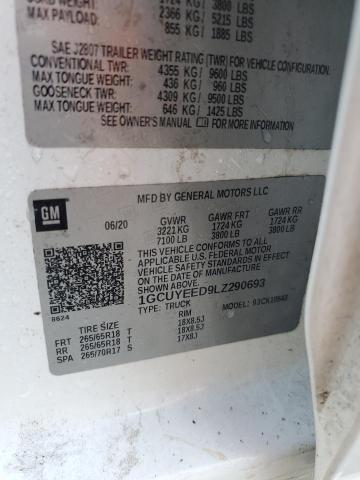 1724 KG / 3800 LBS
2366 KG / 5215 LBS
MAX PAYLOAD: 855 KG / 1885 LBS
SAE J2807 TRAILER WEIGHT RATING (TWR) FOR VEHICLE CONFIGURATION.
CONVENTIONAL TWR: 4355 KG / 9600 LBS
MAX TONGUE WEIGHT: 436 KG / 960 LBS
GOOSENECK TWR: 4309 KG / 9500 LBS
MAX TONGUE WEIGHT: 646 KG / 1425 LBS
SEE OWNER'S MANUAL FOR ADDITIONAL INFORMATION.
GM
MFD BY GENERAL MOTORS LLC
06/20 GVWR GAWR FRT GAWR RR
3221KG 1724 KG 1724 KG
7100 LB 3800 LB 3800 LB
THIS VEHICLE CONFORMS TO ALL APPLICABLE U.S. FEDERAL MOTOR
VEHICLE SAFETY STANDARDS IN EFFECT ON THE
DATE OF MANUFACTURE SHOWN ABOVE.
1GCUYEED9LZ290693
TYPE: TRUCK MODEL:
8624
TIRE SIZE RIM
FRT 265/65R18 T 18X8.5J
RR 265/65R18 T 18X8.5J
SPA 265/70R17 S 17X8J